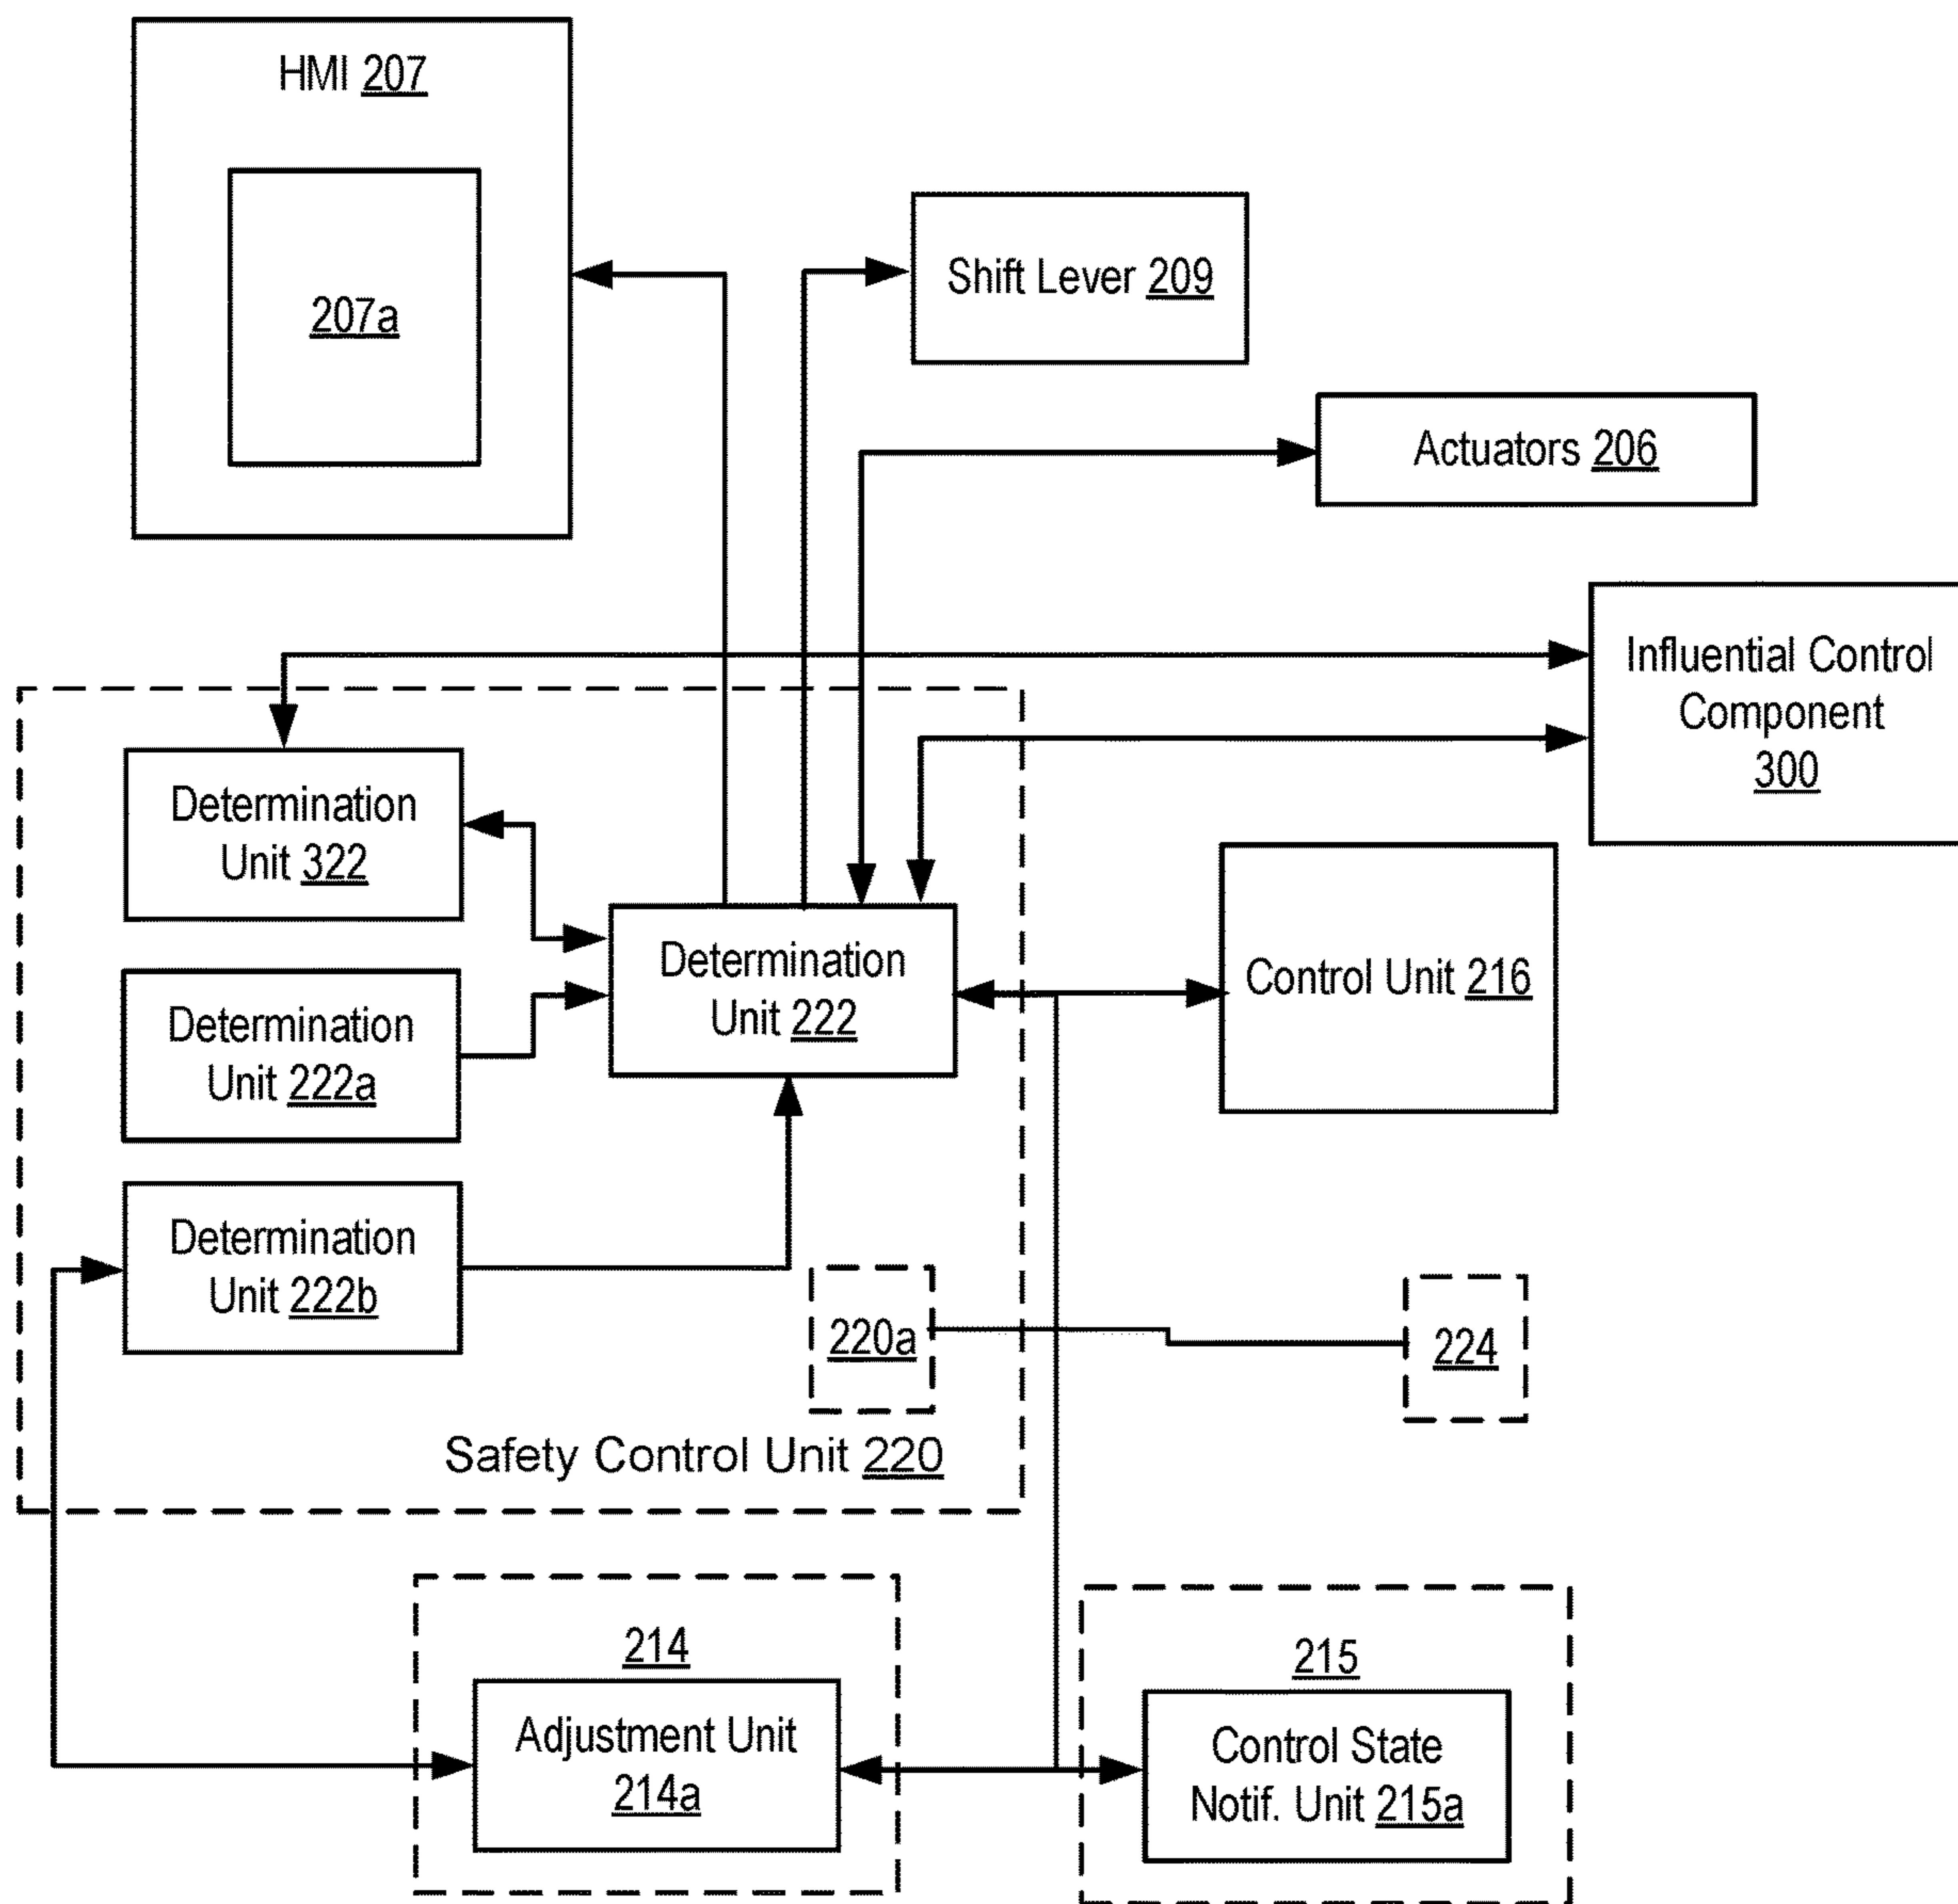 HMI 207
207a
Shift Lever 209
Actuators 206
Influential Control
Component
300
Determination
Unit 322
Determination
Unit 222
Control Unit 216
Determination
Unit 222a
Determination
Unit 222b
220a
224
Safety Control Unit 220
214
Adjustment Unit
214a
215
Control State
Notif. Unit 215a